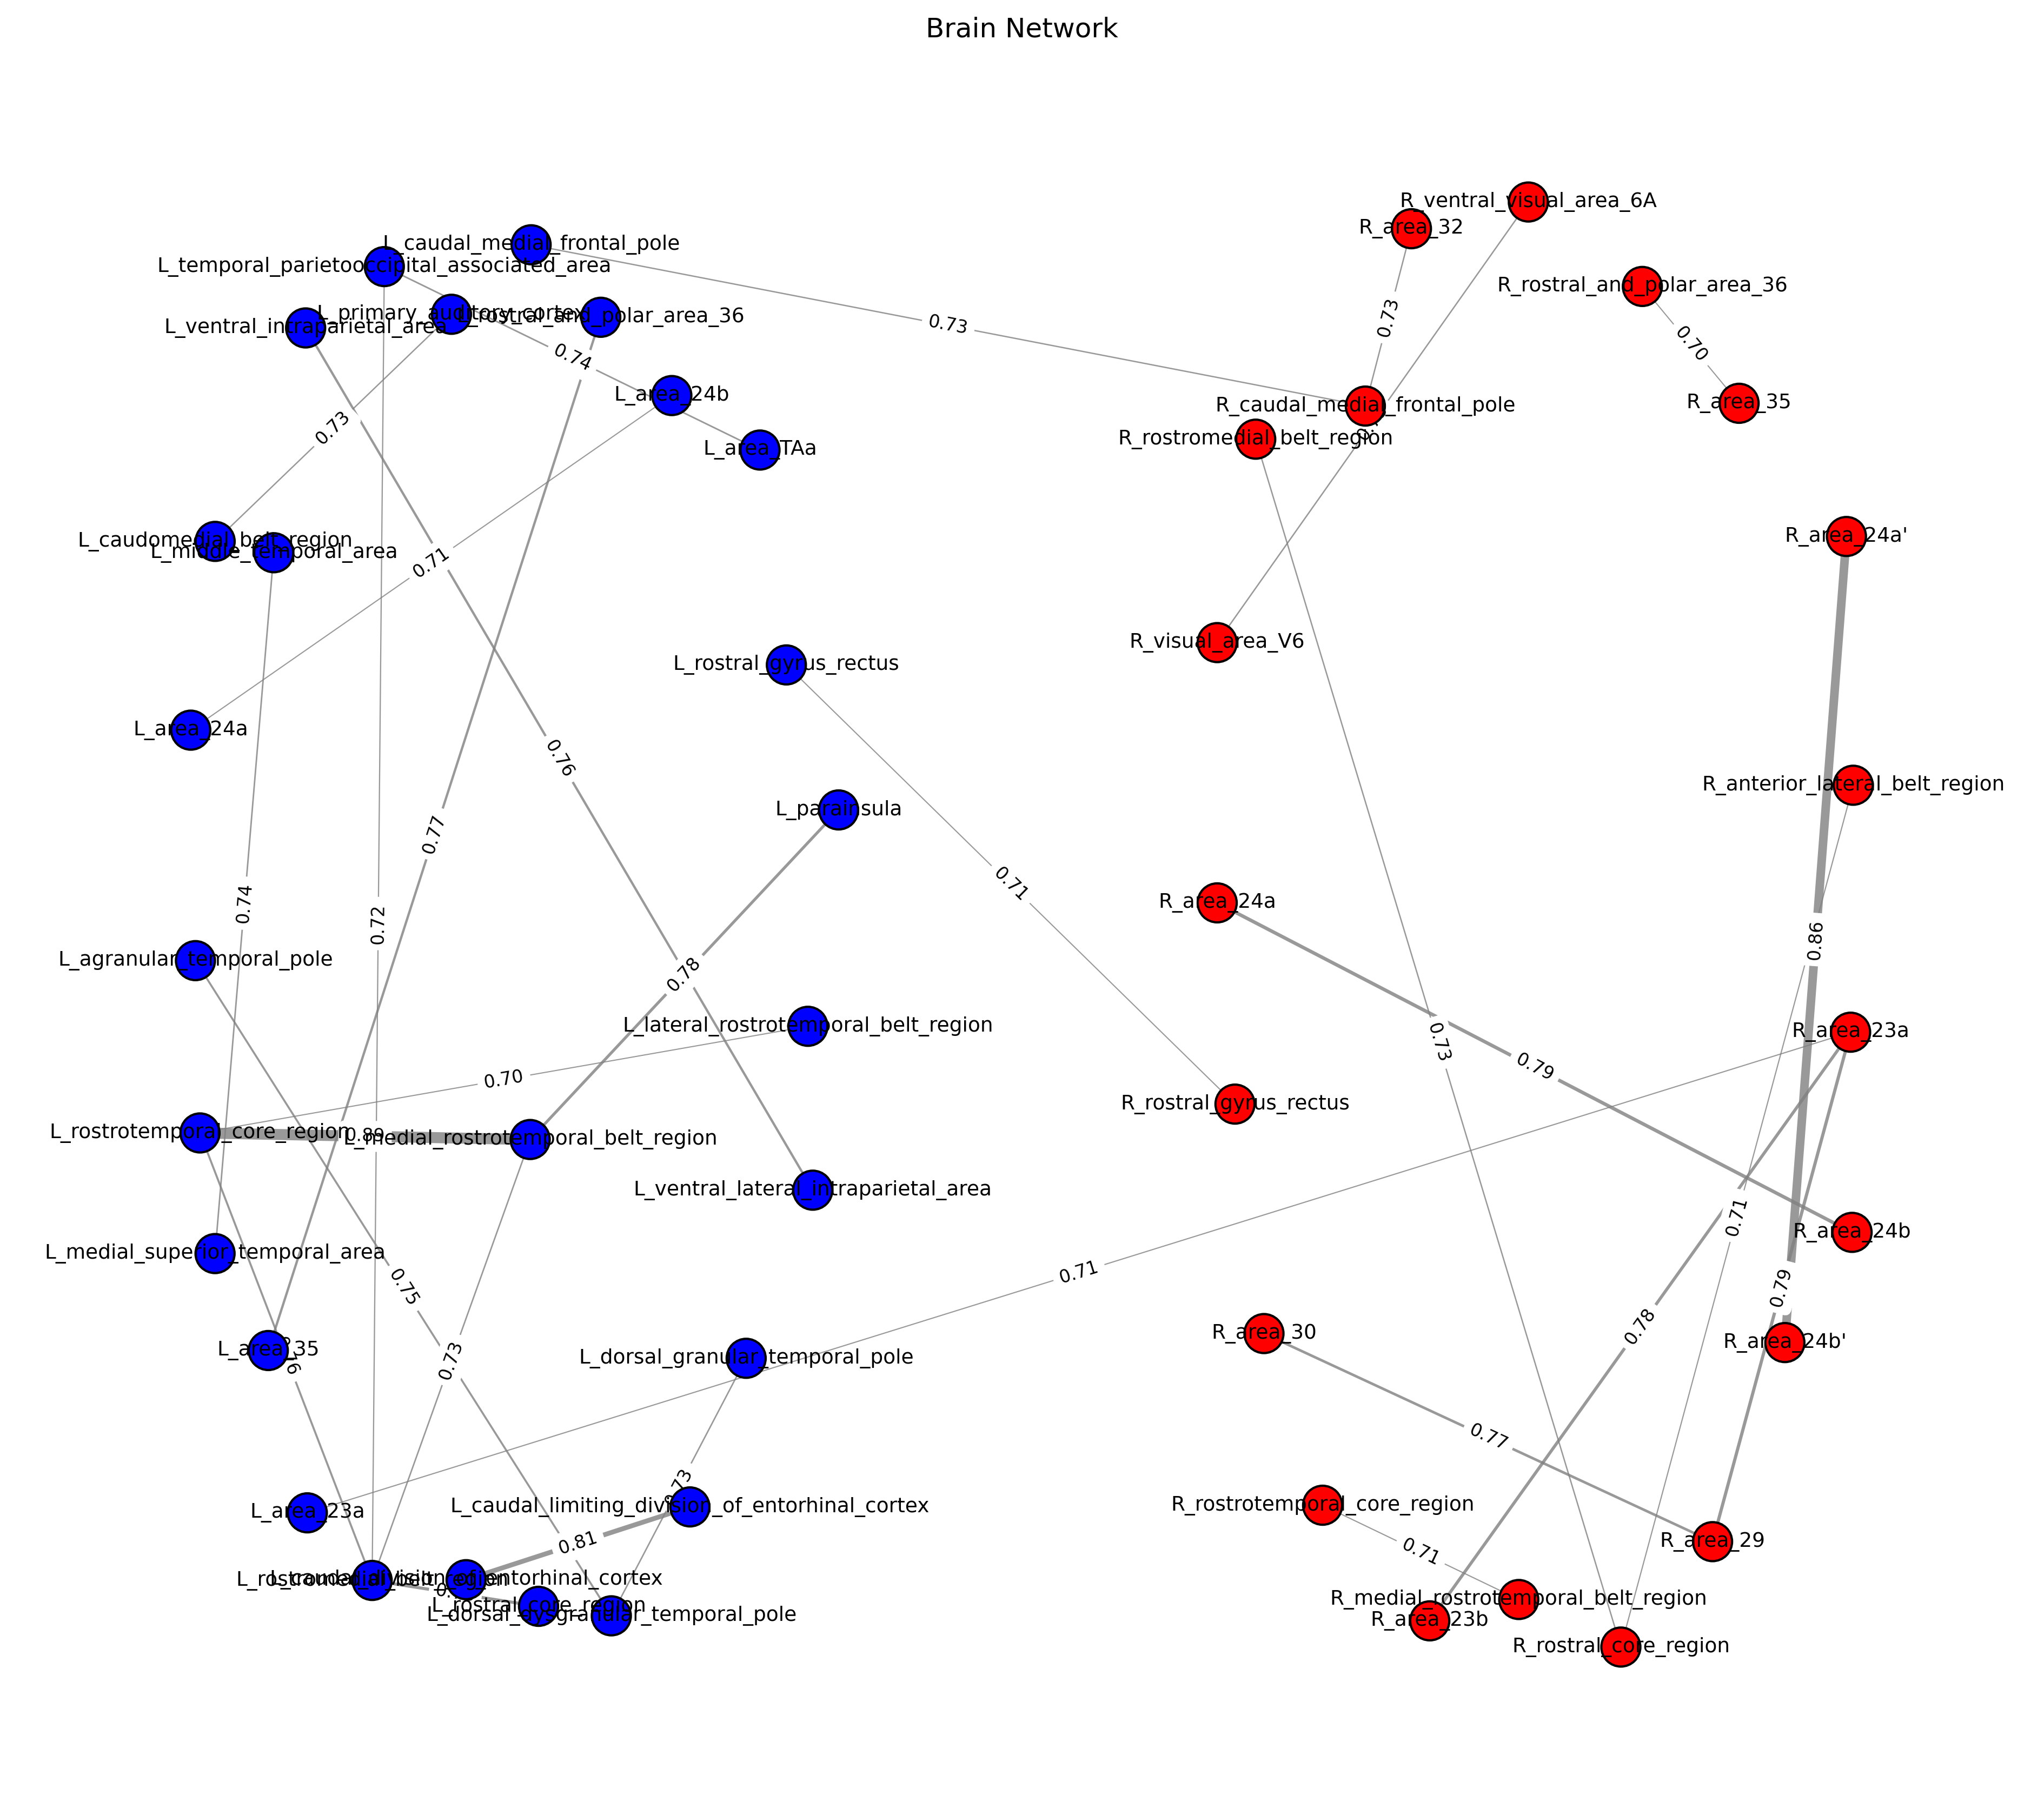 Brain Network
R_ventral_visual_area_6A
R_area_32
L_caudal_medial_frontal_pole
L_temporal_parietooccipital_associated_area
R_rostral_and_polar_area_36
L_primary_auditory_cortex
L_rostral_and_polar_area_36
L_ventral_intraparietal_area
0.73
0.73
0.70
0.74
L_area_24b
R_area_35
R_caudal_medial_frontal_pole
0.73
R_rostromedial_belt_region
L_area_TAa
R_area_24a'
L_caudomedial_belt_region
L_middle_temporal_area
0.71
R_visual_area_V6
L_rostral_gyrus_rectus
L_area_24a
0.76
R_anterior_lateral_belt_region
L_parainsula
0.77
0.71
R_area_24a
0.74
0.72
0.86
L_agranular_temporal_pole
0.78
L_lateral_rostrotemporal_belt_region
R_area_23a
0.73
0.79
0.70
R_rostral_gyrus_rectus
L_rostrotemporal_core_region
L_medial_rostrotemporal_belt_region
L_ventral_lateral_intraparietal_area
0.71
R_area_24b
L_medial_superior_temporal_area
0.71
0.75
0.79
0.78
R_area_30
R_area_24b'
L_area_35
L_dorsal_granular_temporal_pole
0.73
0.77
R_rostrotemporal_core_region
L_caudal_limiting_division_of_entorhinal_cortex
L_area_23a
0.81
R_area_29
0.71
L_rostromedial_belt_region
L_caudal_division_of_entorhinal_cortex
R_medial_rostrotemporal_belt_region
L_rostral_core_region
L_dorsal_dysgranular_temporal_pole
R_area_23b
R_rostral_core_region